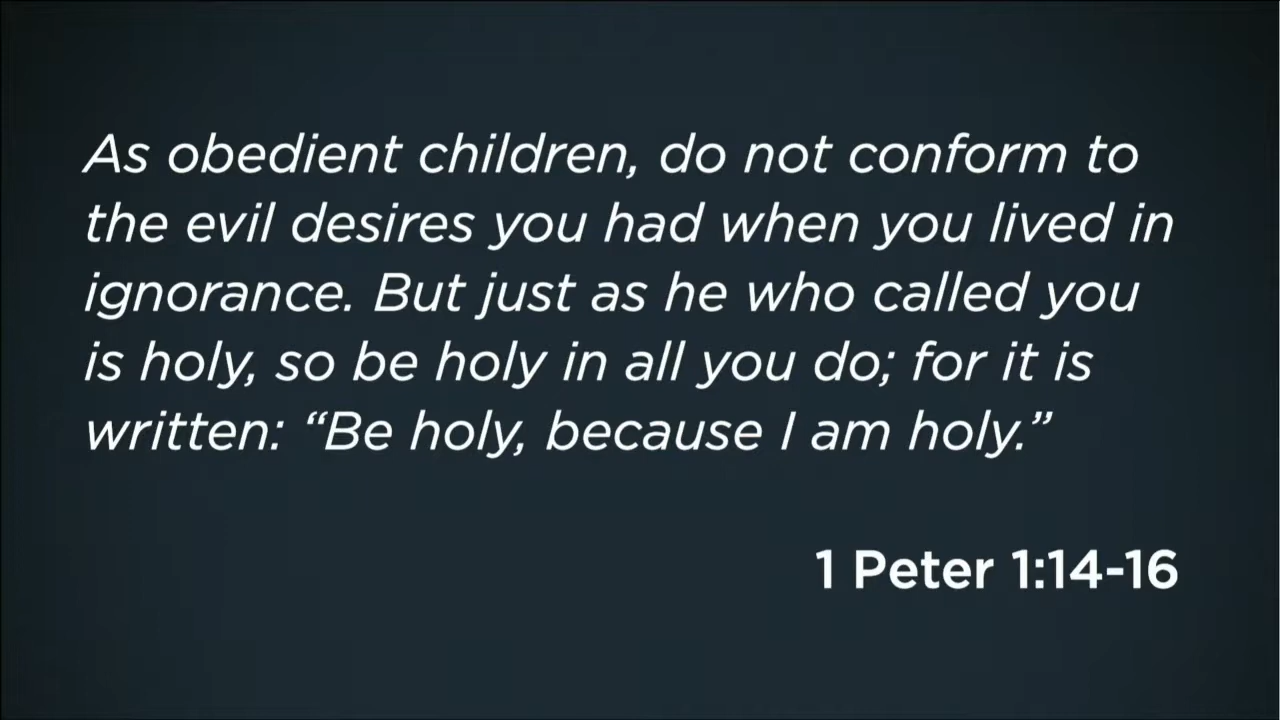 As obedient children, do not conform to
the evil desires you had when you lived in
ignorance. But just as he who called you
is holy, so be holy in all you do; for it is
written: “Be holy, because I am holy.”
1 Peter 1:14-16